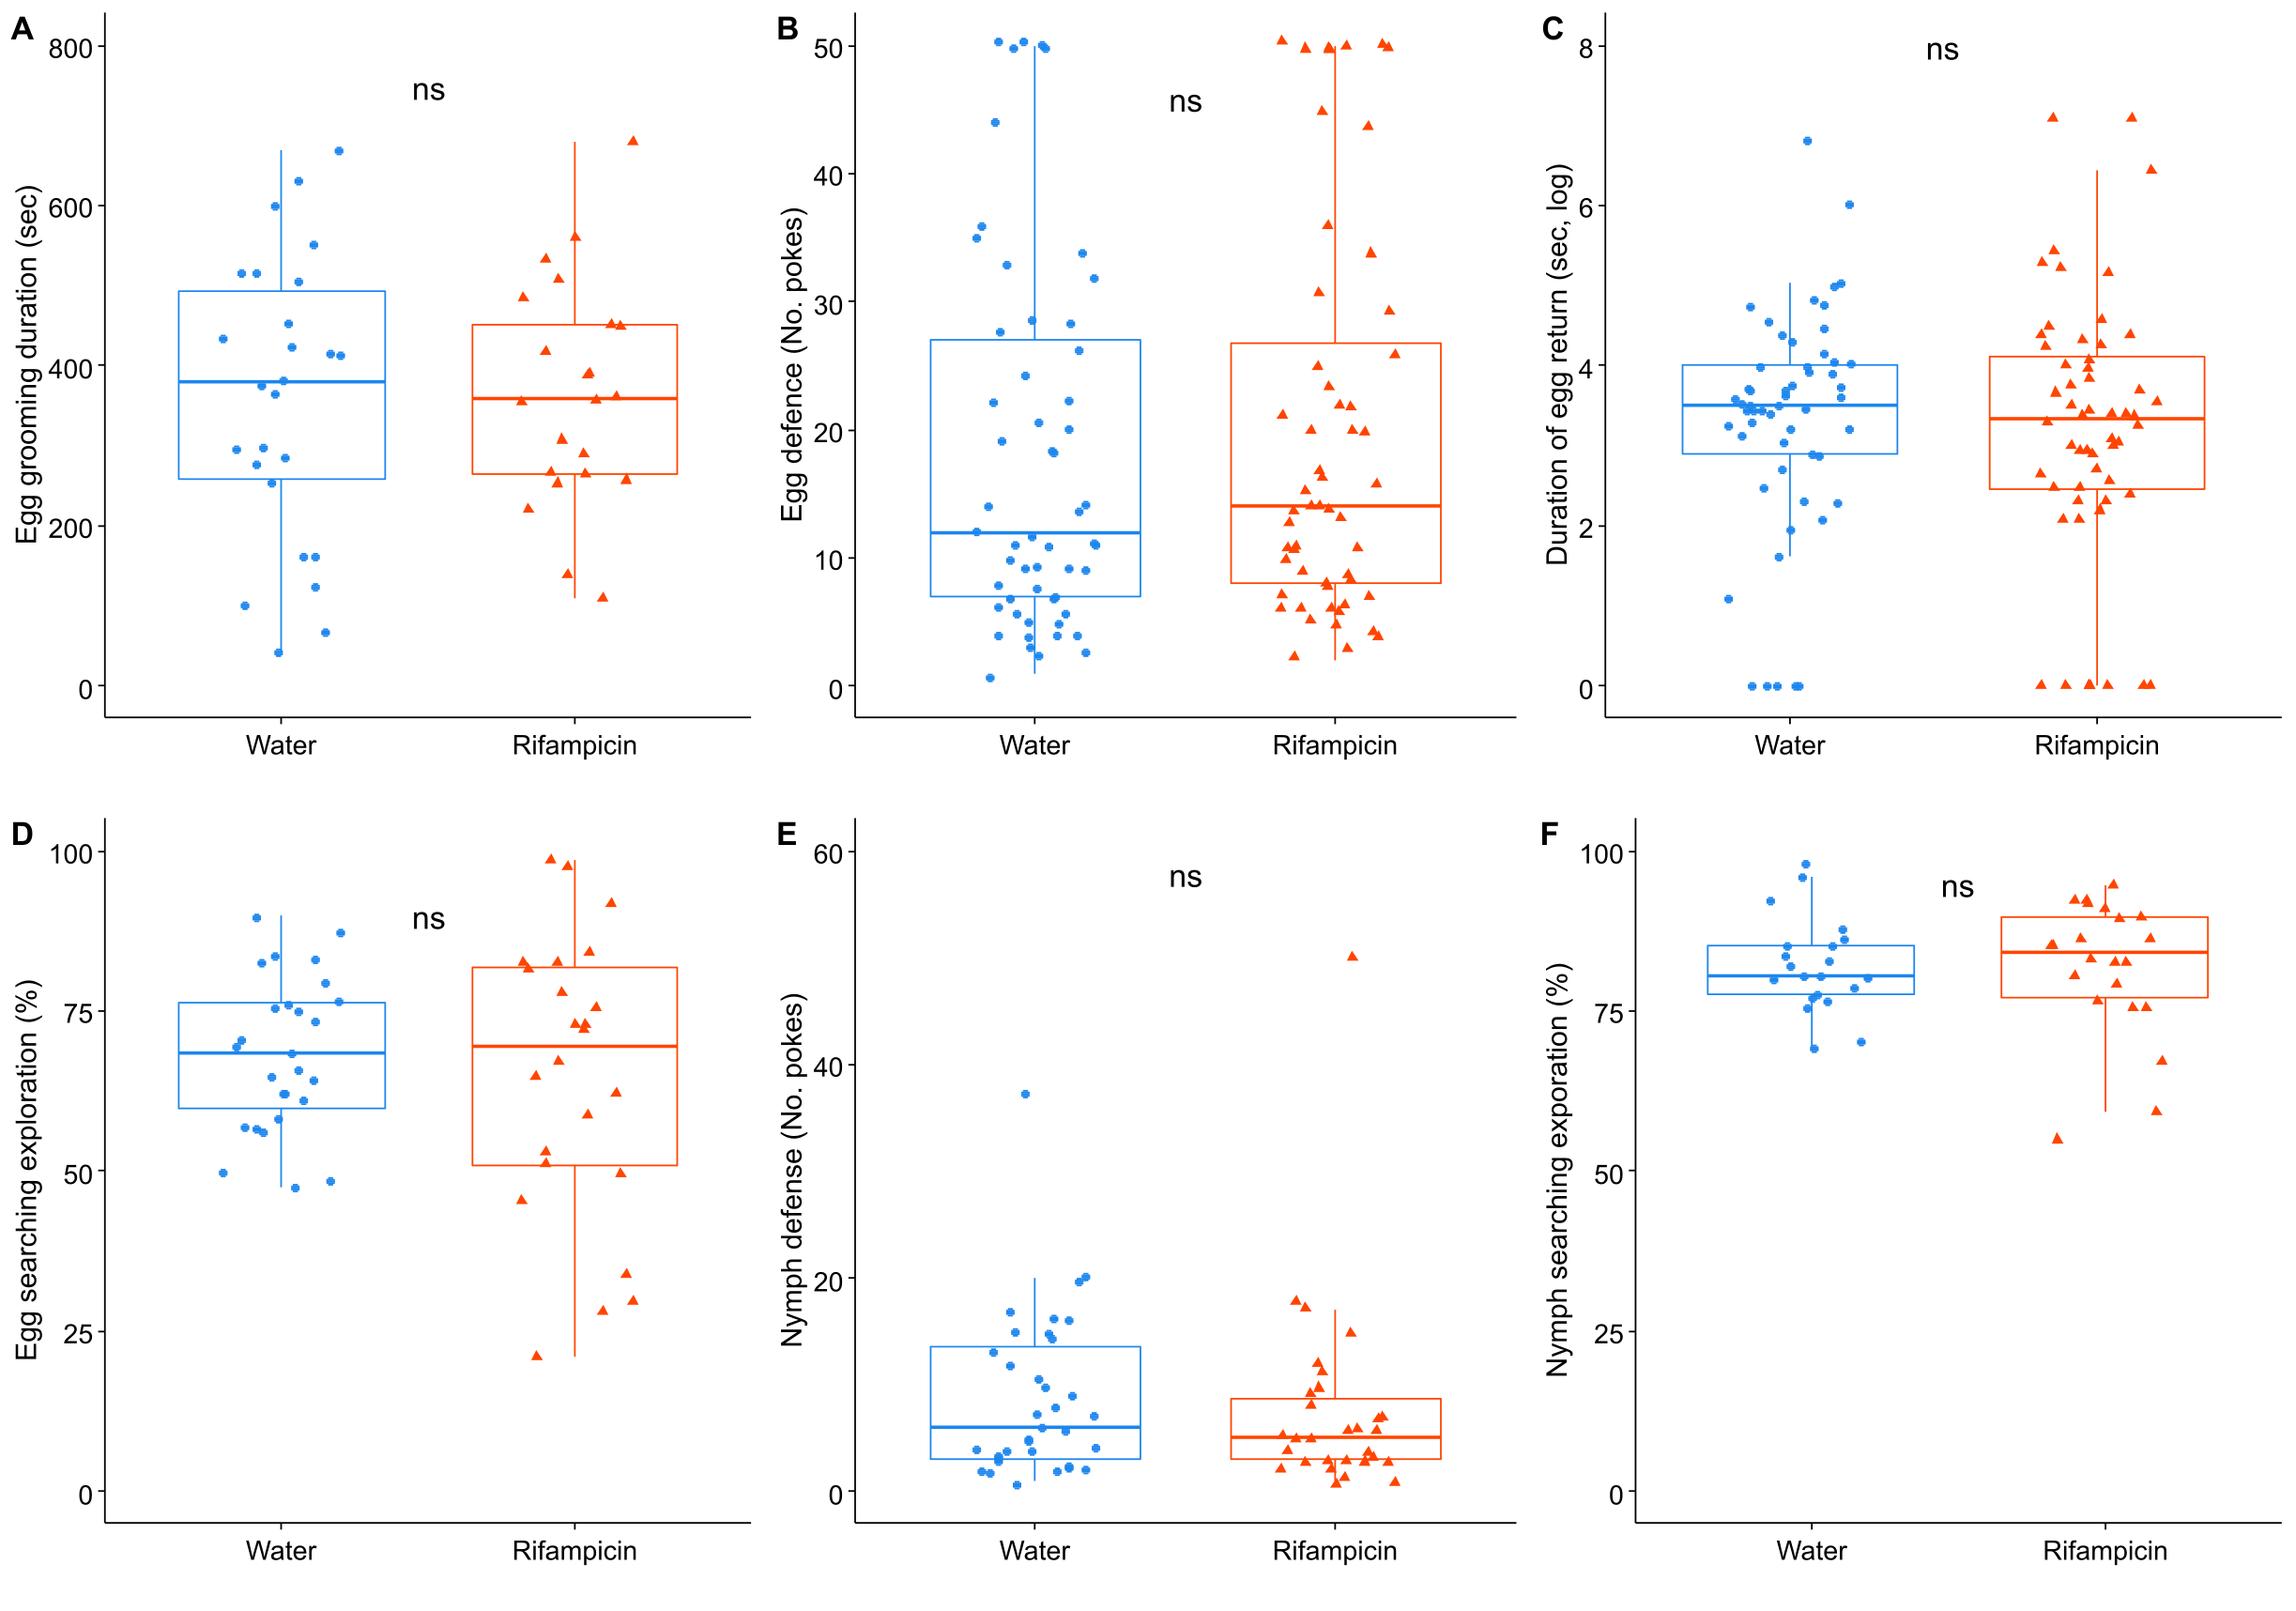 A
Egg grooming duration (sec)
800
600
400
200
0
ns
Water
Rifampicin
B
Egg defence (No. pokes)
50
40
30
20
10
0
ns
Water
Rifampicin
C
Duration of egg return (sec, log)
8
6
4
2
0
ns
Water
Rifampicin
D
Egg searching exploration (%)
100
75
50
25
0
ns
Water
Rifampicin
E
Nymph defense (No. pokes)
60
40
20
0
ns
Water
Rifampicin
F
Nymph searching exporation (%)
100
75
50
25
0
ns
Water
Rifampicin